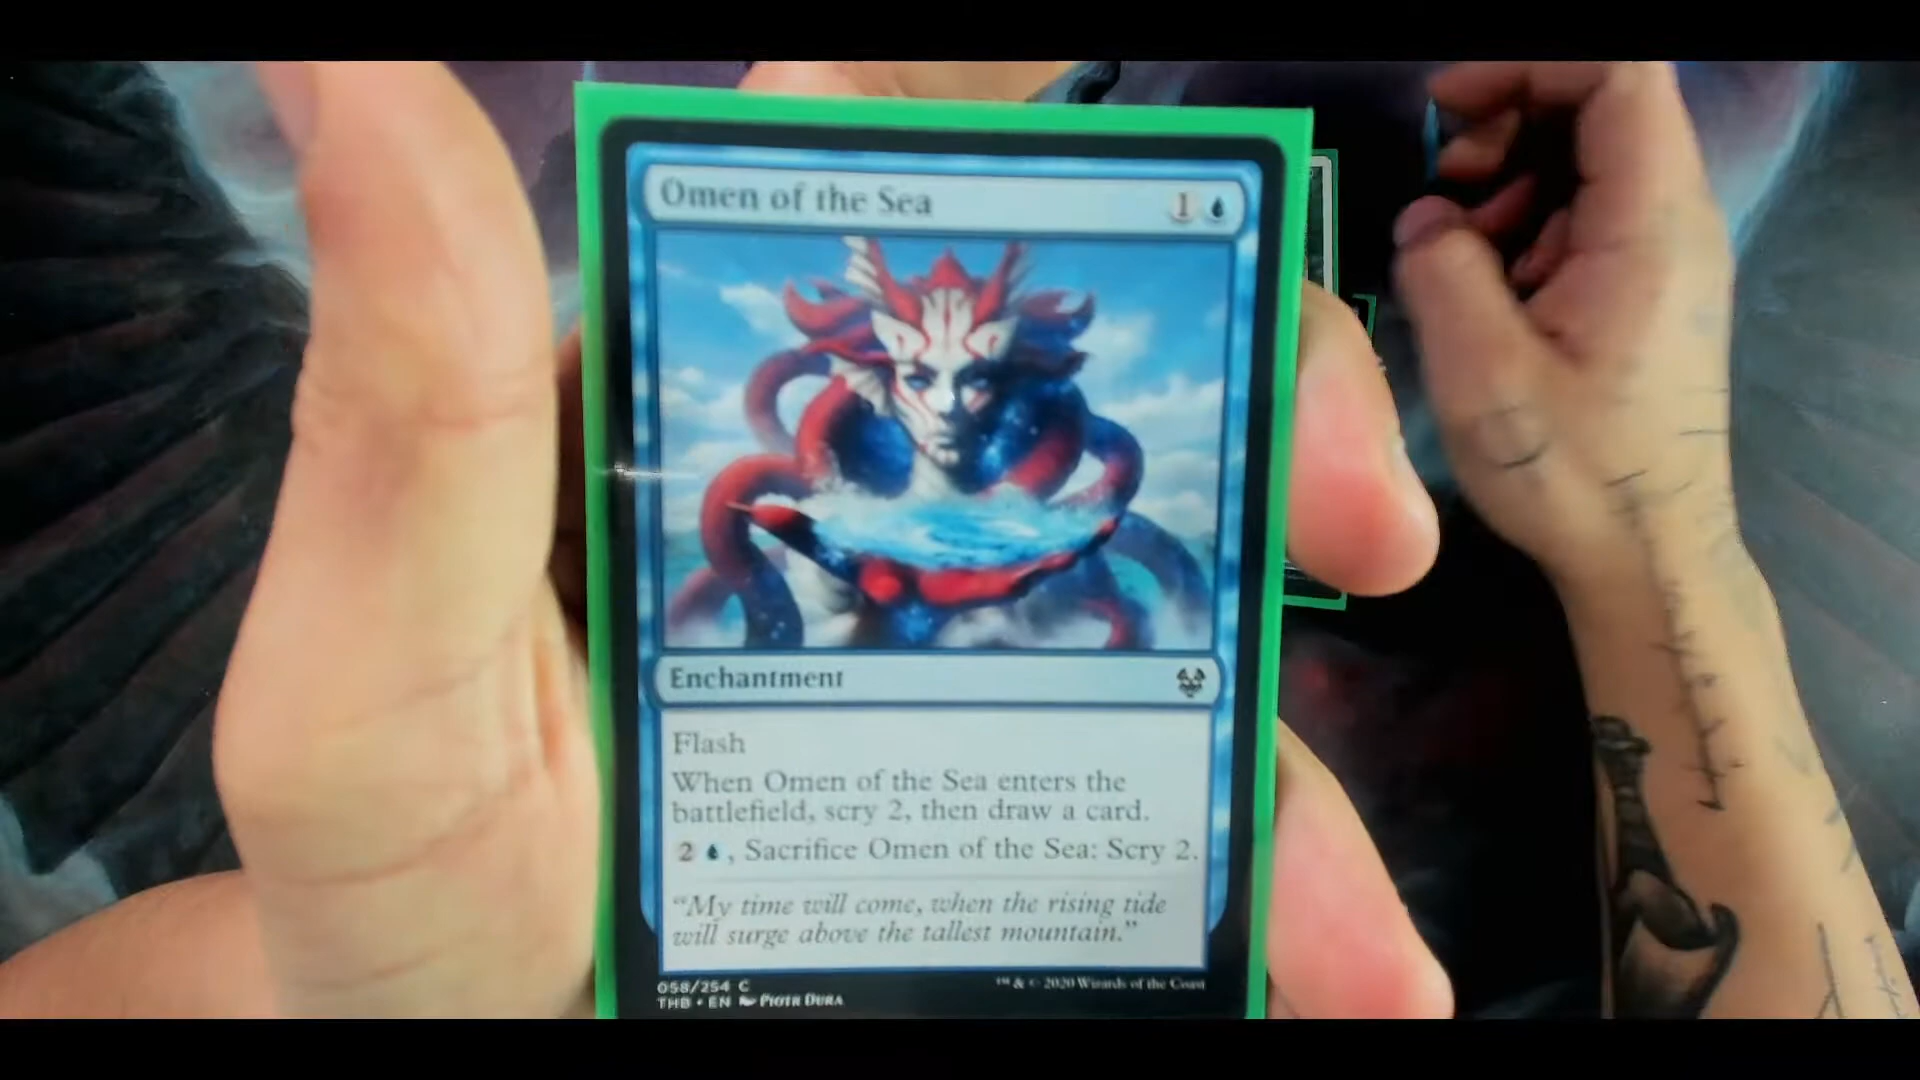 Omen of the Sea 1
Enchantment
Flash
When Omen of the Sea enters the
battlefield, scry 2, then draw a card.
2 , Sacrifice Omen of the Sea: Scry 2.
“My time will come, when the rising tide
will surge above the tallest mountain.”
058/254 C
™ & © 2020 Wizards of the Coast
THB • EN Piotr Dura